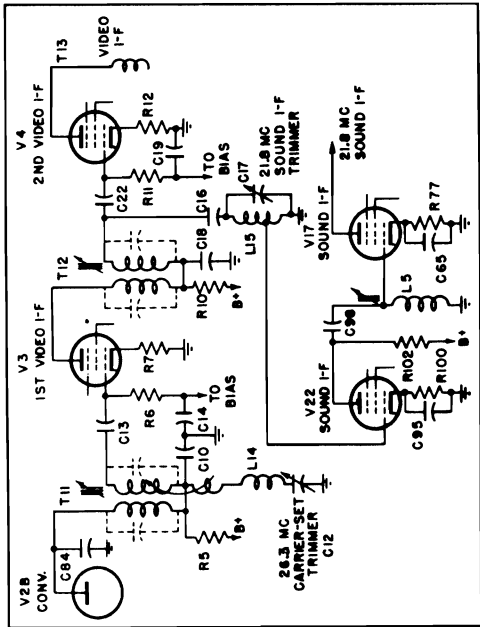 V2B
CONV.
C84
T11
C13
V3
1ST VIDEO I-F
R6
R7
C10
C14
TO
BIAS
R5
B+
L14
26.3 MC
CARRIER-SET
TRIMMER
C12
T12
R10
B+
C18
C22
V4
2ND VIDEO I-F
T13
VIDEO
I-F
R11
R12
C19
TO
BIAS
C16
C17
21.8 MC
SOUND I-F
TRIMMER
L15
V22
SOUND I-F
C95
R100
R102
B+
C98
L5
V17
SOUND I-F
21.8 MC
SOUND I-F
C65
R77